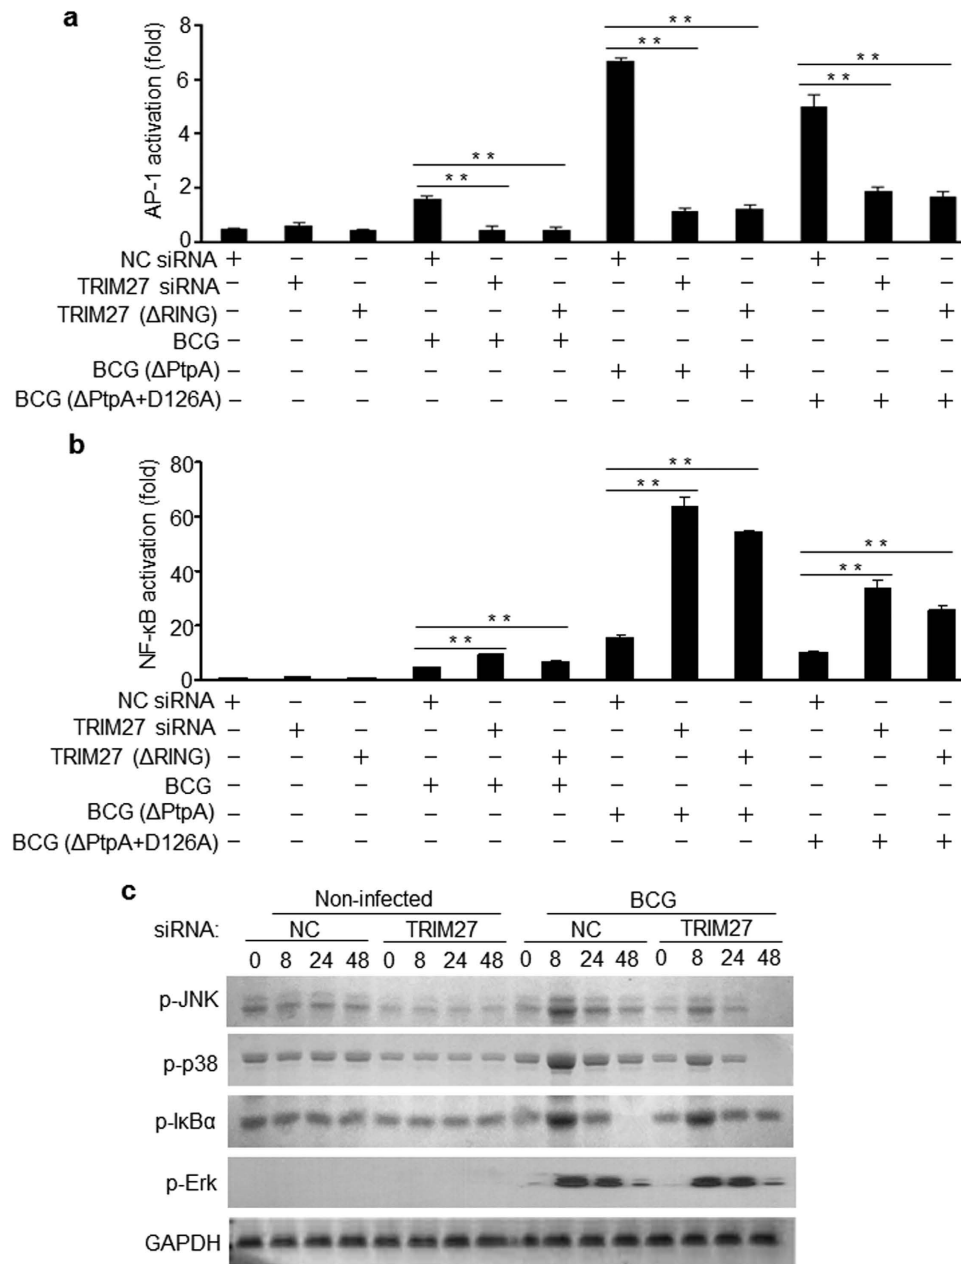 a
AP-1 activation (fold)
8
6
4
2
0
* *
* *
* *
* *
* *
* *
NC siRNA + − − + − − + − − + − −
TRIM27 siRNA − + − − + − − + − − + −
TRIM27 (ΔRING) − − + − − + − − + − − +
BCG − − − + + + − − − − − −
BCG (ΔPtpA) − − − − − − + + + − − −
BCG (ΔPtpA+D126A) − − − − − − − − − + + +
b
NF-κB activation (fold)
80
60
40
20
0
* *
* *
* *
* *
* *
* *
NC siRNA + − − + − − + − − + − −
TRIM27 siRNA − + − − + − − + − − + −
TRIM27 (ΔRING) − − + − − + − − + − − +
BCG − − − + + + − − − − − −
BCG (ΔPtpA) − − − − − − + + + − − −
BCG (ΔPtpA+D126A) − − − − − − − − − + + +
c
Non-infected BCG
siRNA: NC TRIM27 NC TRIM27
0 8 24 48 0 8 24 48 0 8 24 48 0 8 24 48
p-JNK
p-p38
p-IκBα
p-Erk
GAPDH